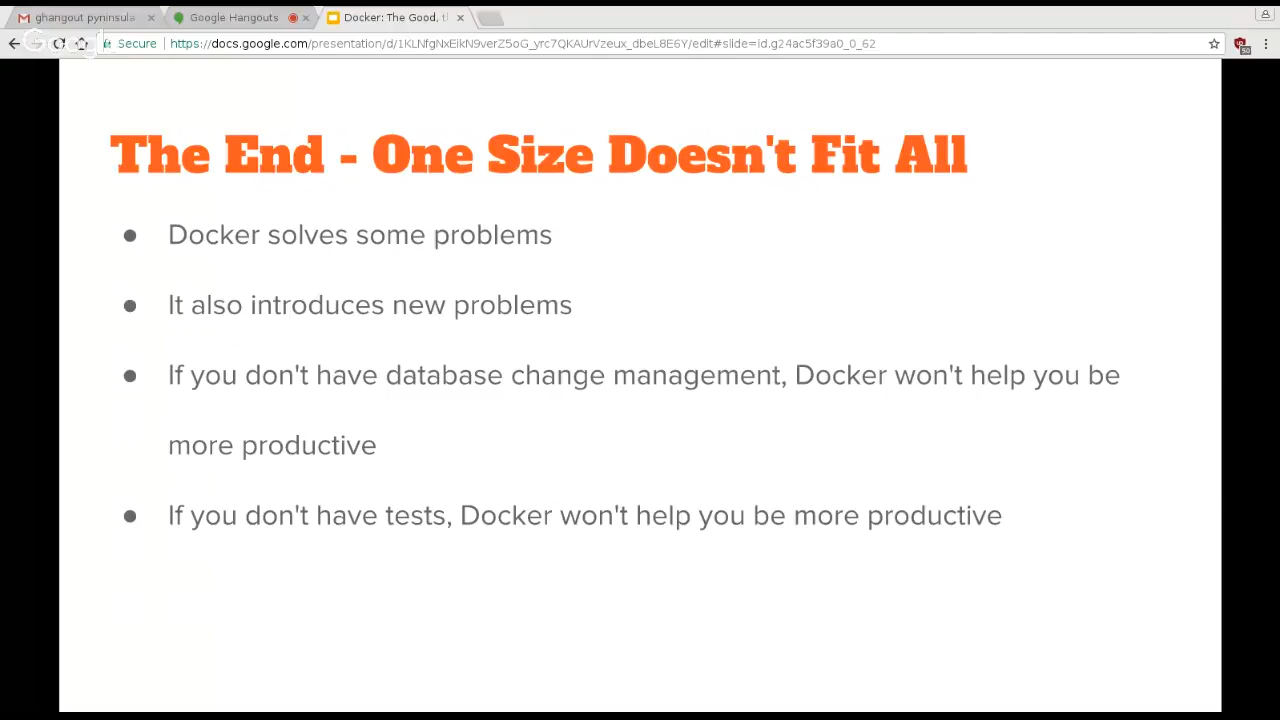 ghangout pyninsula
Google Hangouts
Docker: The Good, t
Google
Secure
https://docs.google.com/presentation/d/1KLNfgNxEikN9verZ5oG_yrc7QKAUrVzeux_dbeL8E6Y/edit#slide=id.g24ac5f39a0_0_62
50
The End - One Size Doesn't Fit All
● Docker solves some problems
● It also introduces new problems
● If you don't have database change management, Docker won't help you be
more productive
● If you don't have tests, Docker won't help you be more productive